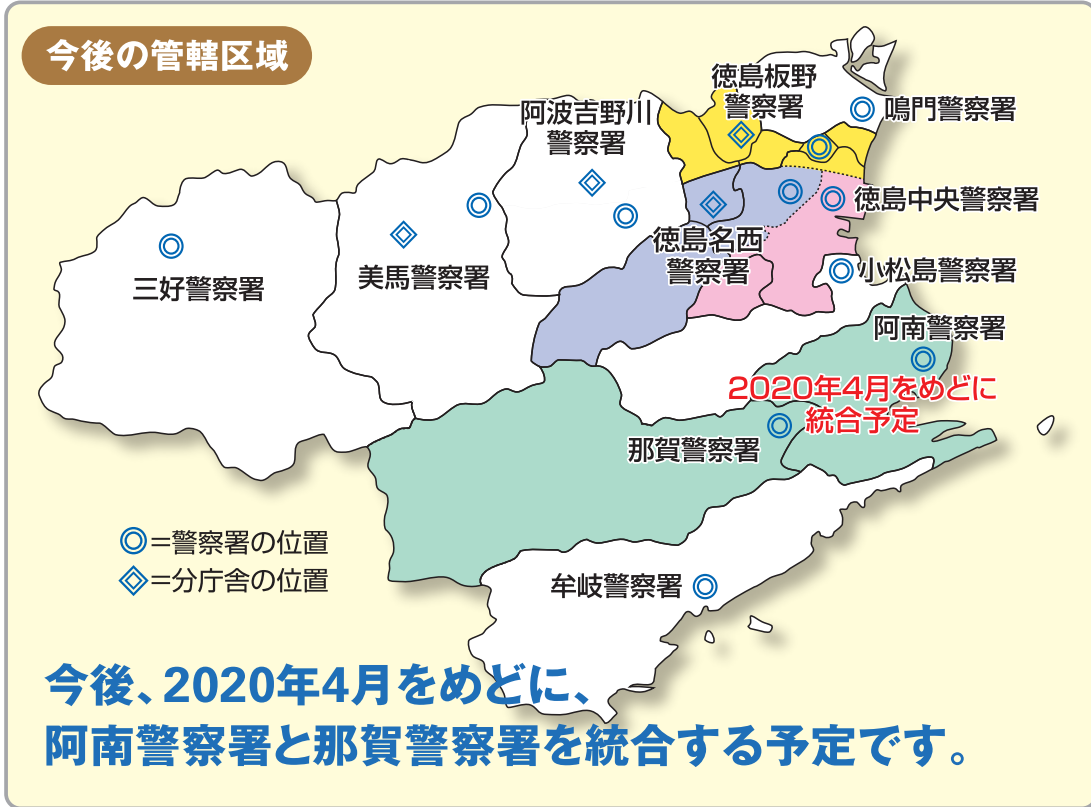 今後の管轄区域
徳島板野
警察署
鳴門警察署
阿波吉野川
警察署
徳島中央警察署
徳島名西
警察署
小松島警察署
美馬警察署
三好警察署
阿南警察署
2020年4月をめどに
統合予定
那賀警察署
◎=警察署の位置
◈=分庁舎の位置
牟岐警察署
今後、2020年4月をめどに、
阿南警察署と那賀警察署を統合する予定です。